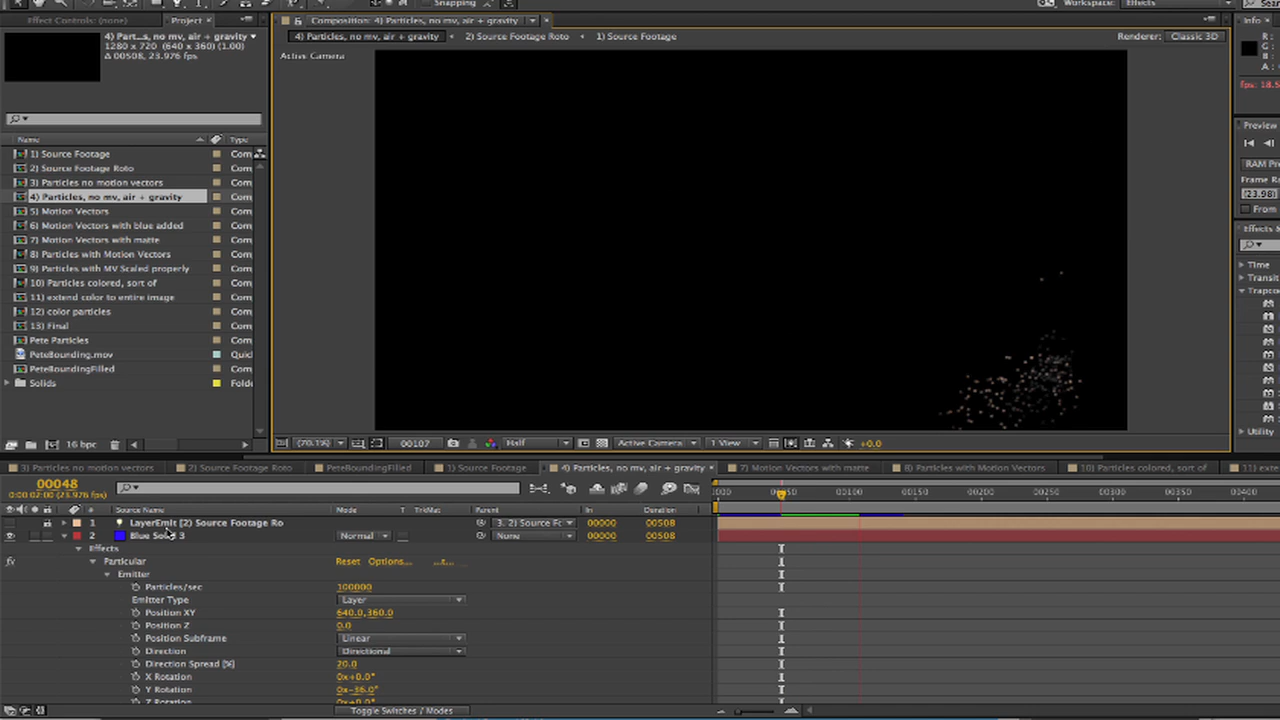 Snapping
Workspace: Effects
Effect Controls: (none)
Project
Composition: 4) Particles, no mv, air + gravity
Info
4) Part...s, no mv, air + gravity
1280 x 720 (640 x 360) (1.00)
Δ 00508, 23.976 fps
4) Particles, no mv, air + gravity
2) Source Footage Roto
1) Source Footage
Renderer:
Classic 3D
Active Camera
R:
G:
B:
A:
fps: 18.5
Preview
RAM Pre
Frame Ra
(23.98)
From
Effects
Time
Transit
Trapco
Utility
Name
Type
1) Source Footage
Com
2) Source Footage Roto
Com
3) Particles no motion vectors
Com
4) Particles, no mv, air + gravity
Com
5) Motion Vectors
Com
6) Motion Vectors with blue added
Com
7) Motion Vectors with matte
Com
8) Particles with Motion Vectors
Com
9) Particles with MV Scaled properly
Com
10) Particles colored, sort of
Com
11) extend color to entire image
Com
12) color particles
Com
13) Final
Com
Pete Particles
Com
PeteBounding.mov
Quic
PeteBoundingFilled
Com
Solids
Folde
16 bpc
(70.1%)
00107
Half
Active Camera
1 View
+0.0
3) Particles no motion vectors
2) Source Footage Roto
PeteBoundingFilled
1) Source Footage
4) Particles, no mv, air + gravity
7) Motion Vectors with matte
8) Particles with Motion Vectors
10) Particles colored, sort of
11) exte
00048
0:00:02:00 (23.976 fps)
00100
00150
00200
00250
00300
00350
00400
#
Source Name
Mode
T
TrkMat
Parent
In
Out
Duration
1
LayerEmit [2) Source Footage Ro
3. 2) Source Fc
00000
00508
2
Blue Solid 3
Normal
None
00000
00508
Effects
fx
Particular
Reset
Options...
Emitter
Particles/sec
100000
Emitter Type
Layer
Position XY
640.0,360.0
Position Z
0.0
Position Subframe
Linear
Direction
Directional
Direction Spread [%]
20.0
X Rotation
0x+0.0°
Y Rotation
0x-36.0°
Z Rotation
0x+0.0°
Toggle Switches / Modes